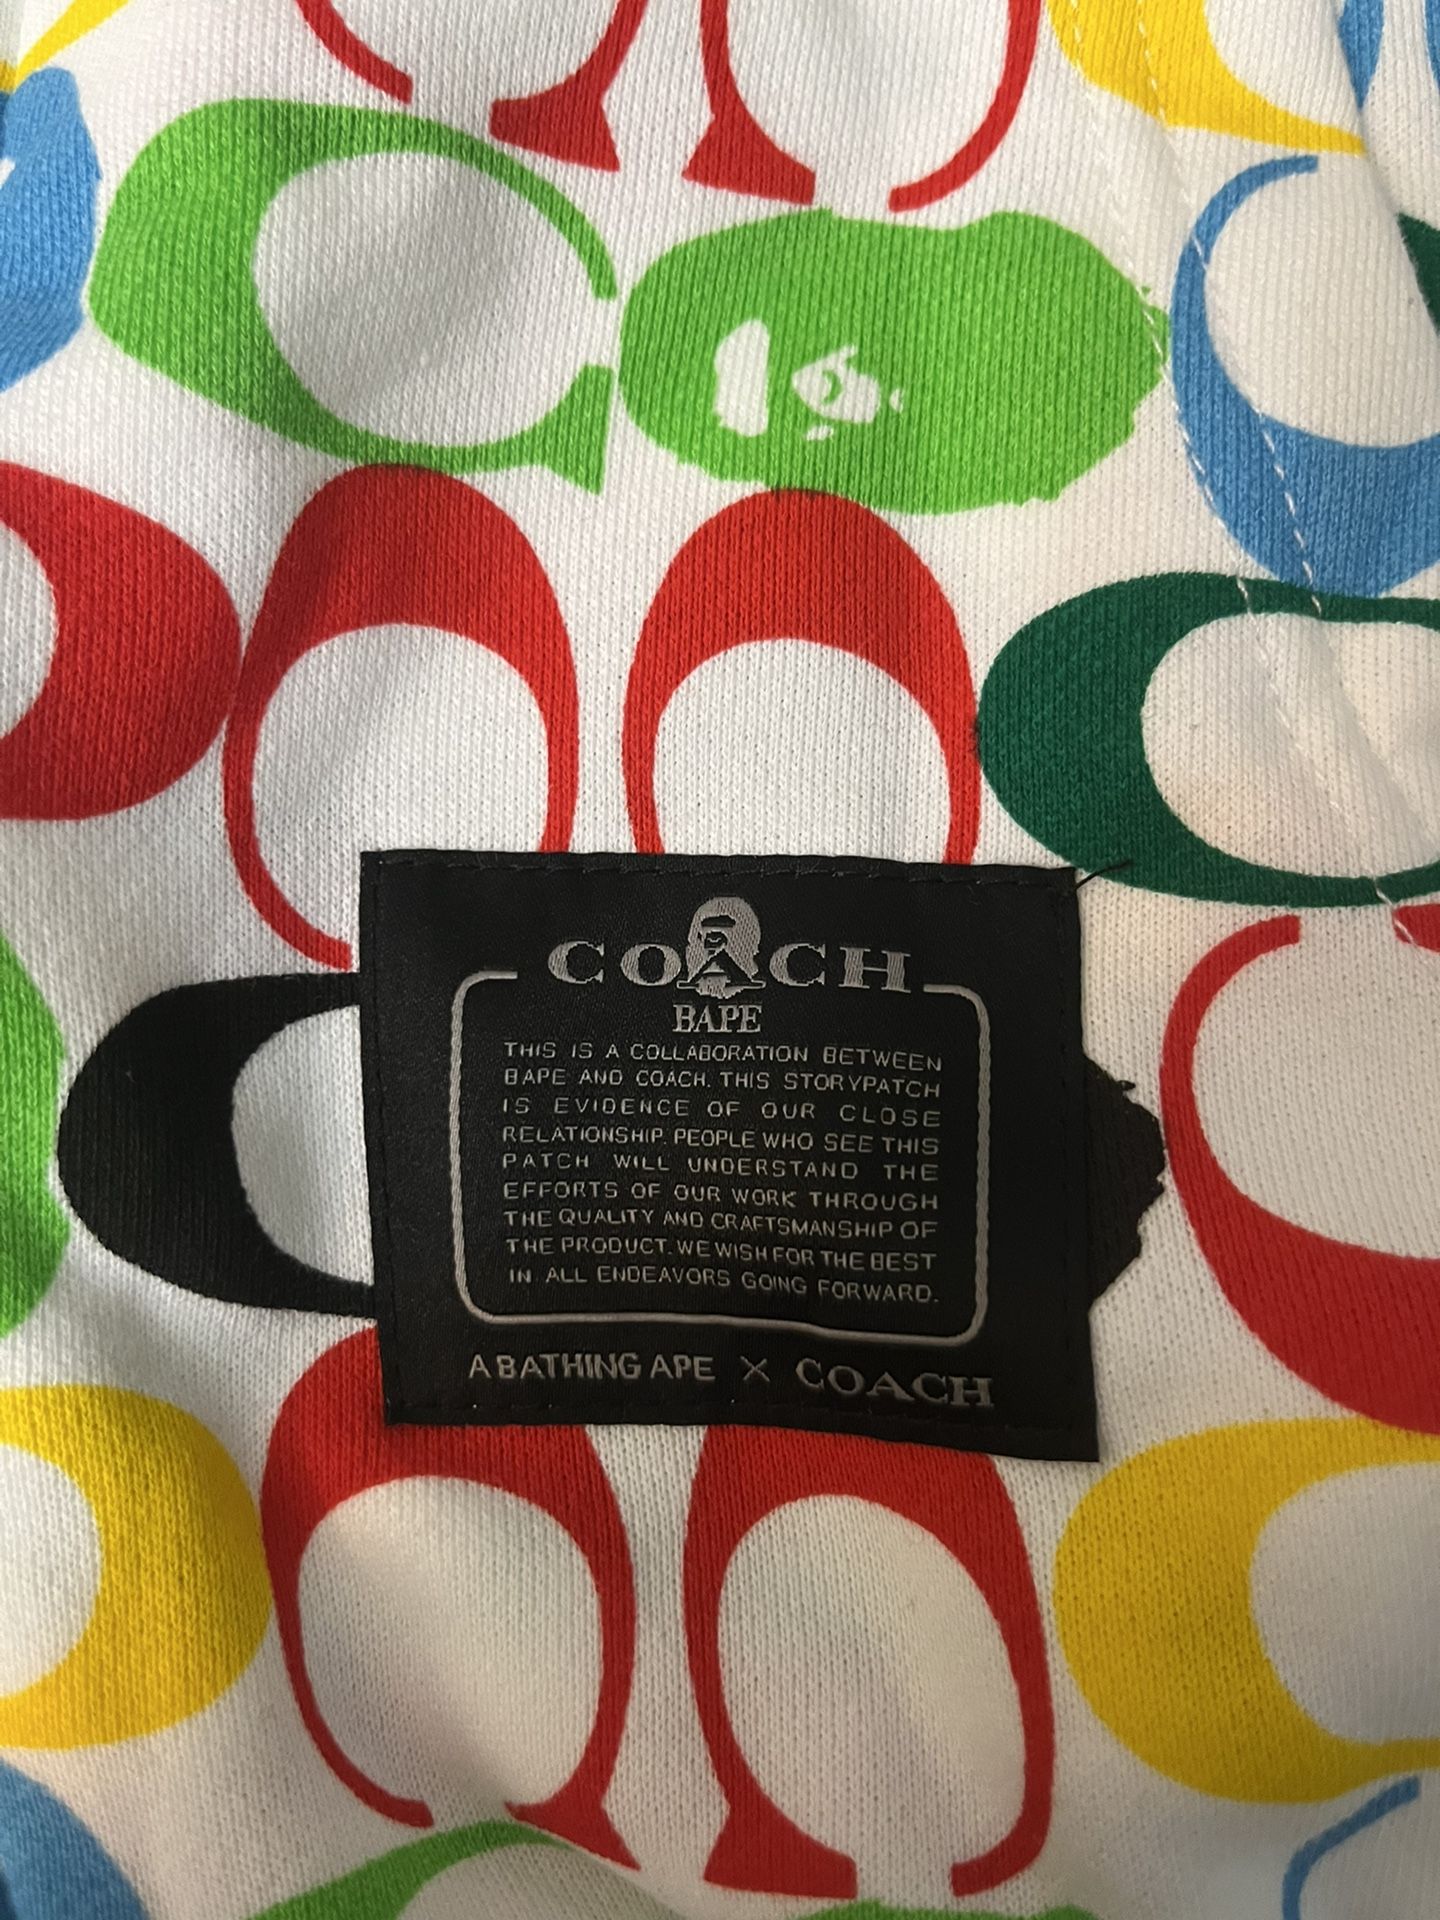 COACH
BAPE
THIS IS A COLLABORATION BETWEEN
BAPE AND COACH. THIS STORYPATCH
IS EVIDENCE OF OUR CLOSE
RELATIONSHIP. PEOPLE WHO SEE THIS
PATCH WILL UNDERSTAND THE
EFFORTS OF OUR WORK THROUGH
THE QUALITY AND CRAFTSMANSHIP OF
THE PRODUCT. WE WISH FOR THE BEST
IN ALL ENDEAVORS GOING FORWARD.
A BATHING APE X COACH